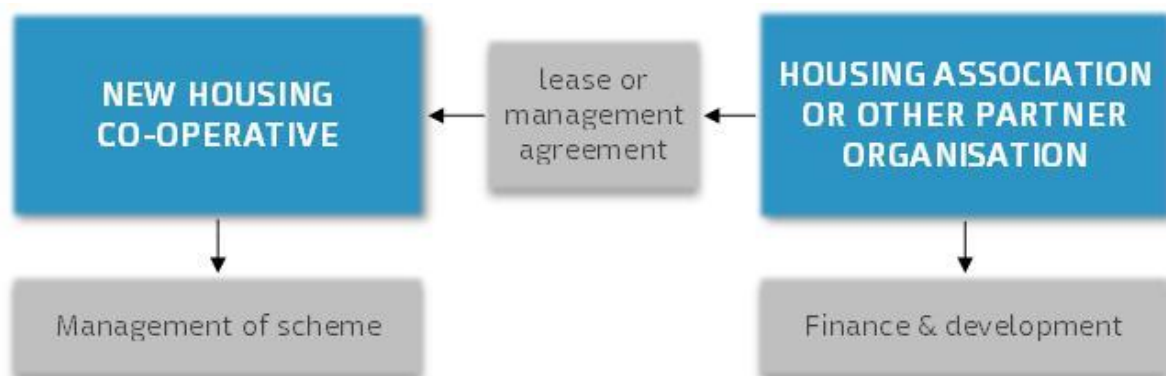 NEW HOUSING
CO-OPERATIVE
lease or
management
agreement
HOUSING ASSOCIATION
OR OTHER PARTNER
ORGANISATION
Management of scheme
Finance & development